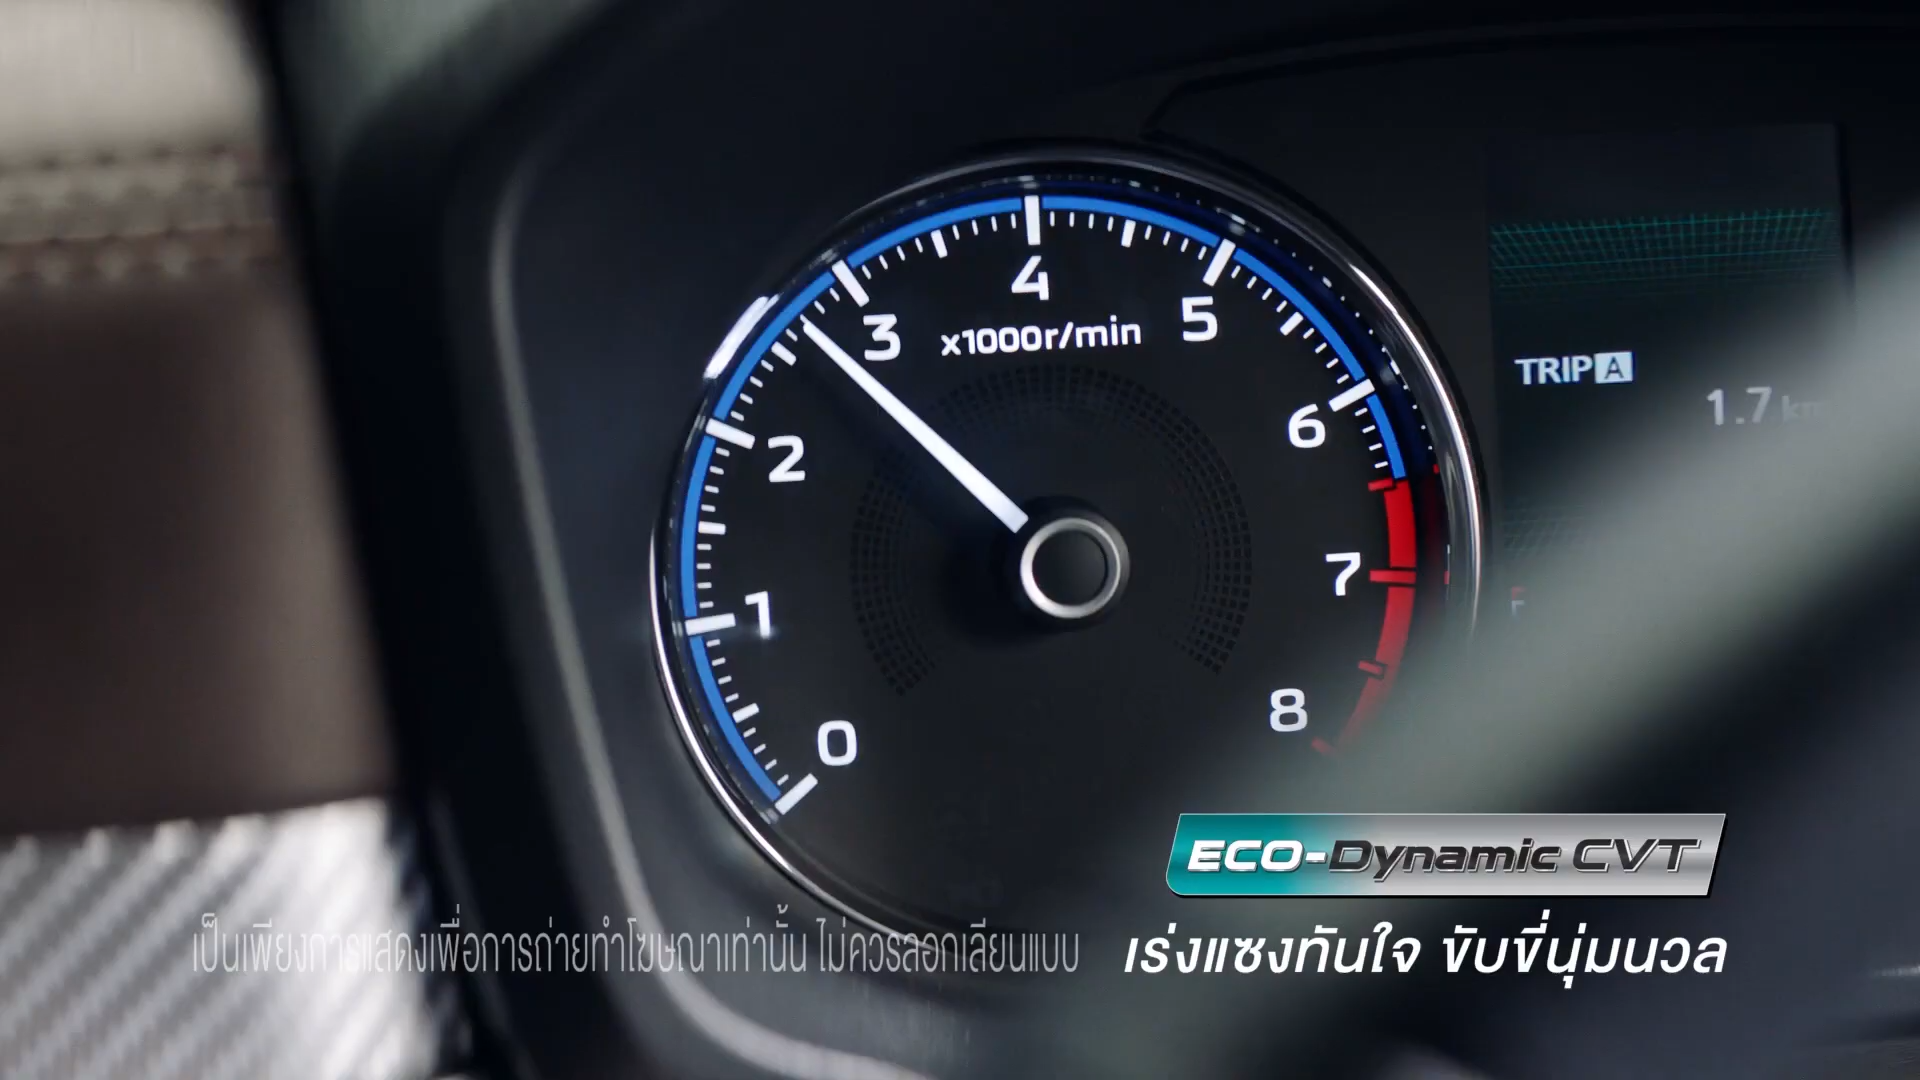 4
3
5
x1000r/min
TRIP A
1.7 km
6
2
7
1
8
0
ECO-Dynamic CVT
เป็นเพียงการแสดงเพื่อการถ่ายทำโฆษณาเท่านั้น ไม่ควรลอกเลียนแบบ
เร่งแซงทันใจ ขับขี่นุ่มนวล